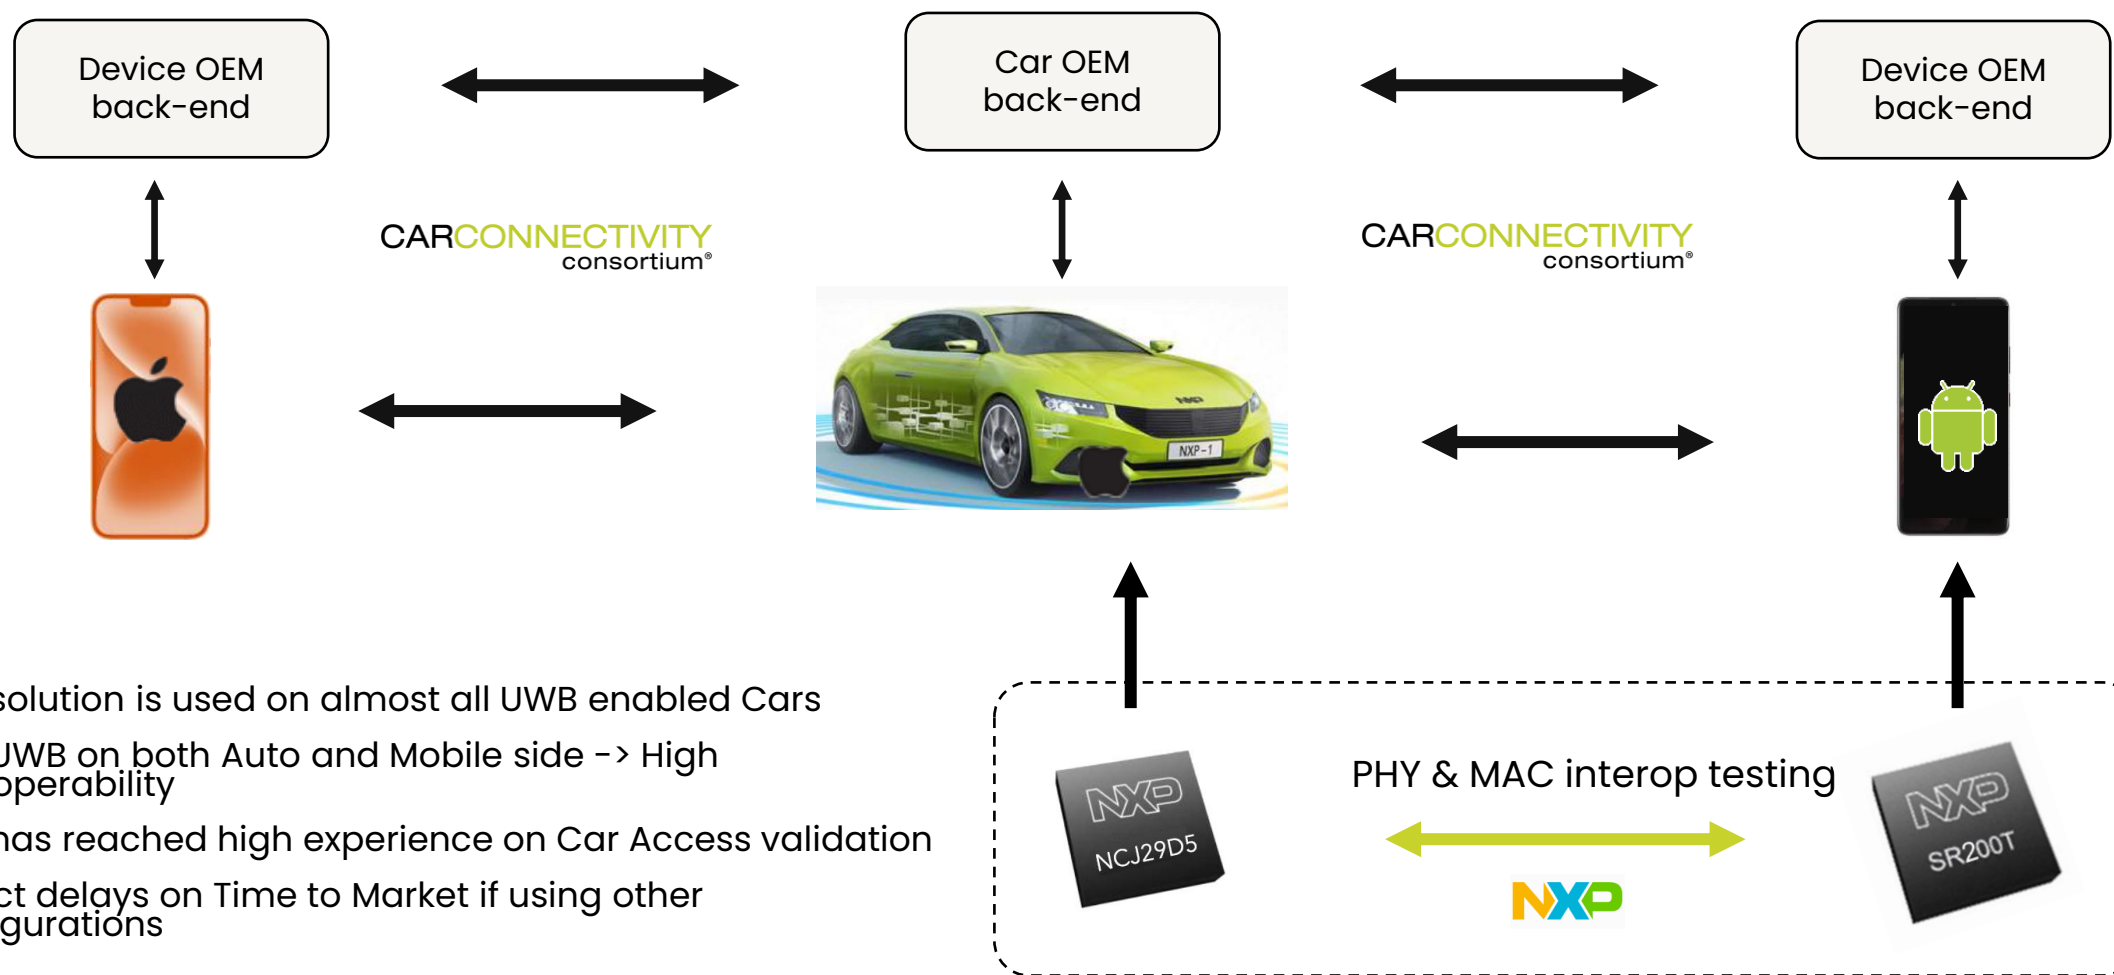 Device OEM
back-end
Car OEM
back-end
Device OEM
back-end
CARCONNECTIVITY
consortium®
CARCONNECTIVITY
consortium®
NXP
NXP-1
solution is used on almost all UWB enabled Cars
UWB on both Auto and Mobile side -> High
operability
has reached high experience on Car Access validation
ct delays on Time to Market if using other
gurations
PHY & MAC interop testing
NXP
NCJ29D5
NXP
SR200T
NXP